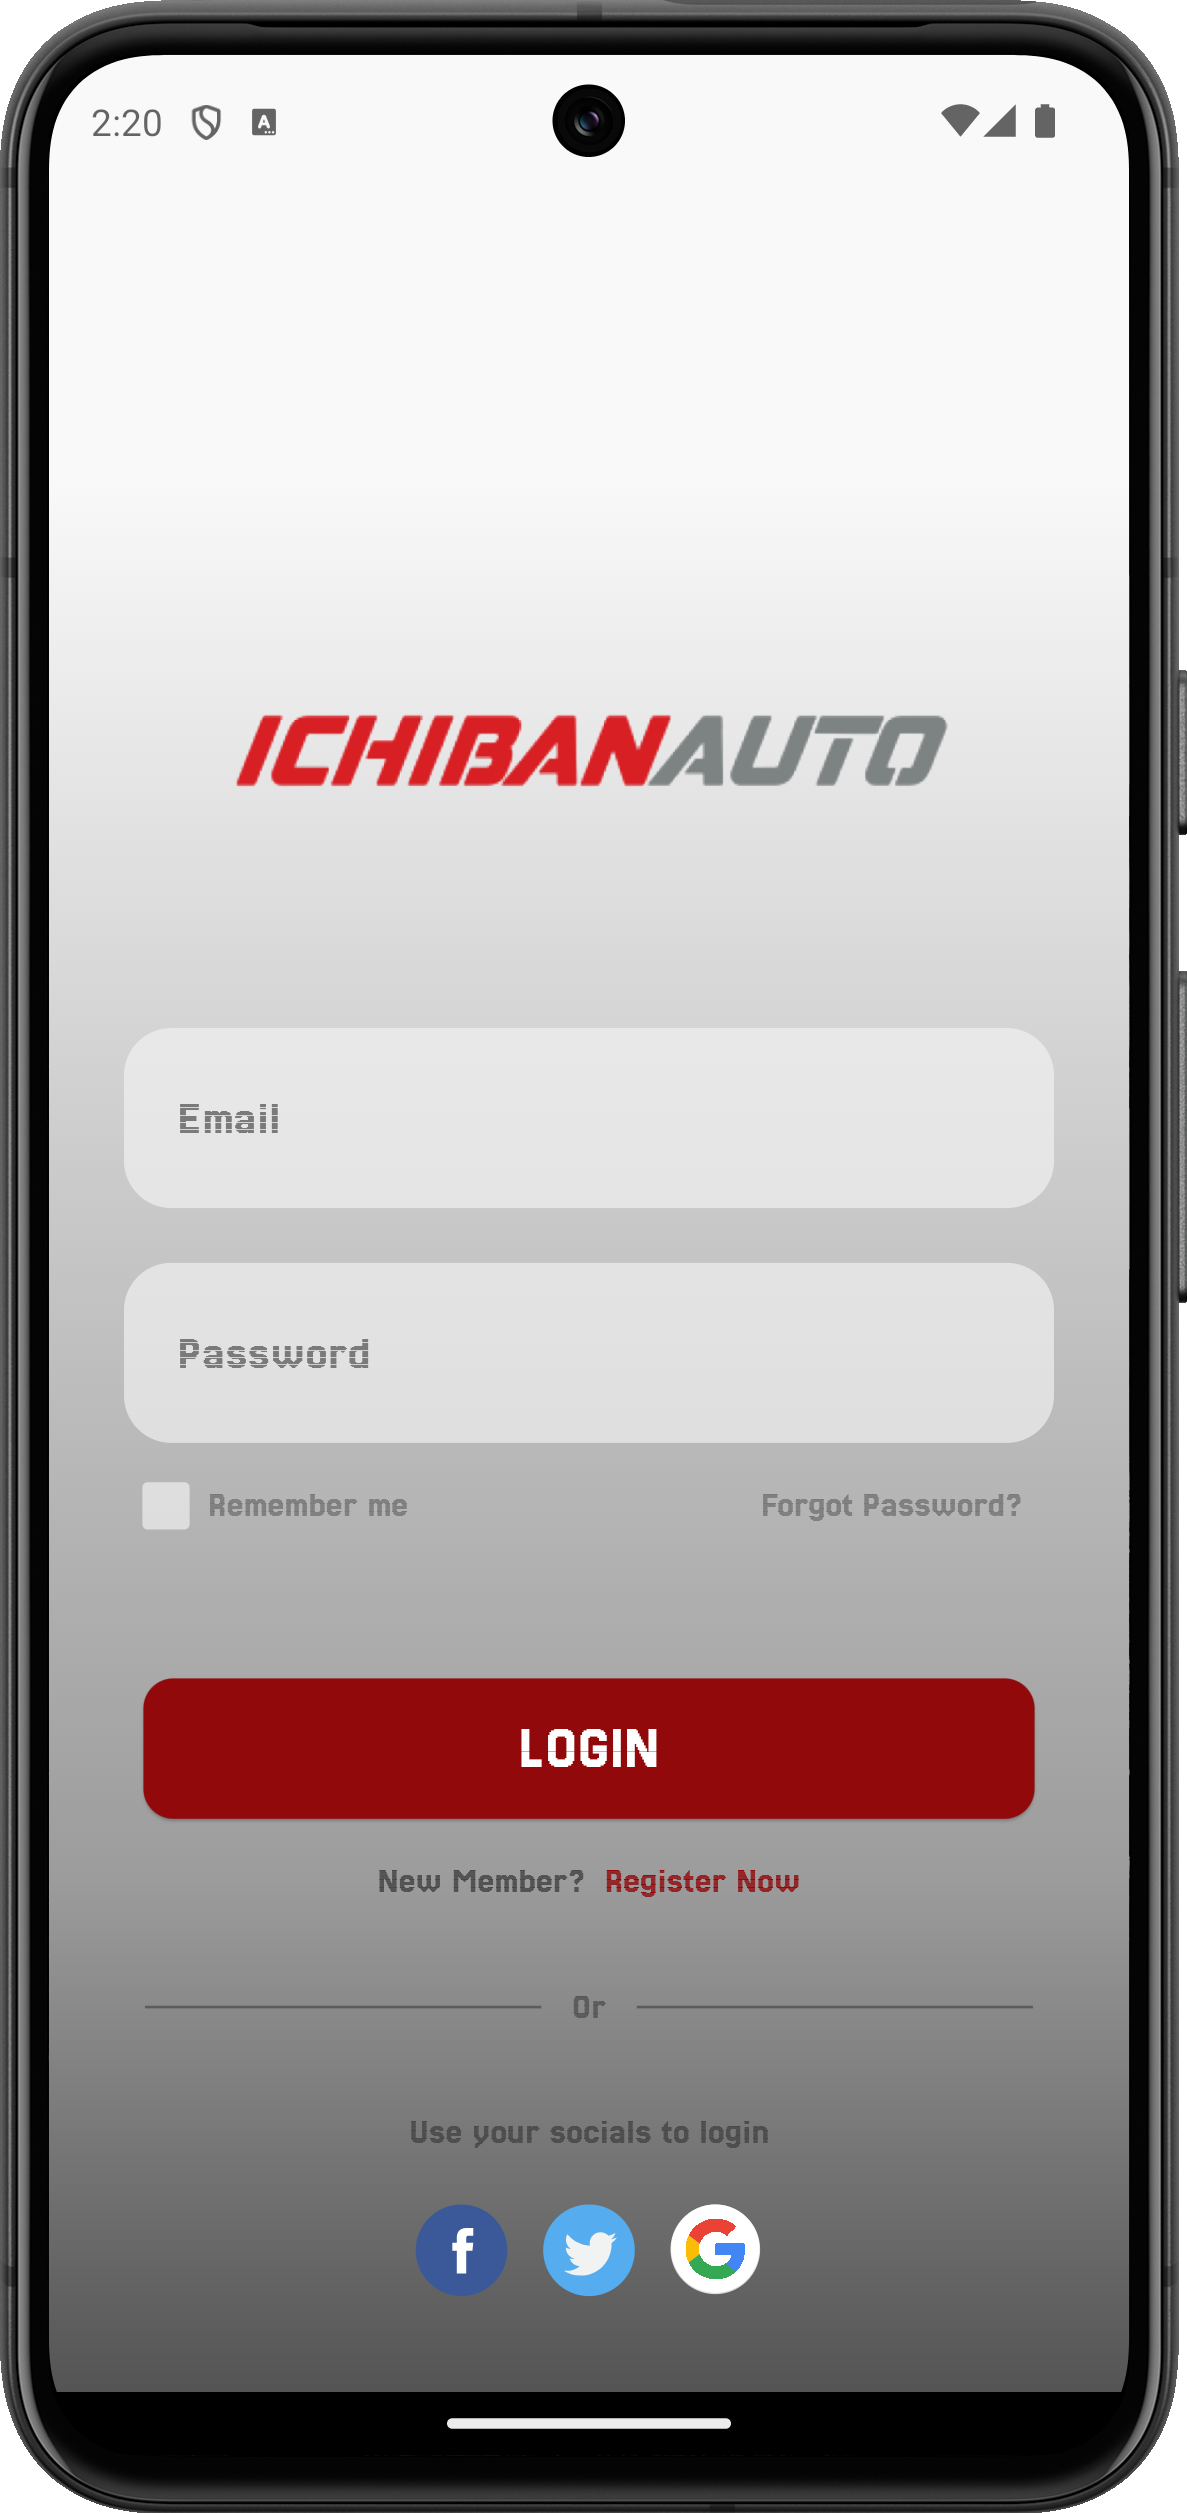 2:20
ICHIBANAUTO
Email
Password
Remember me Forgot Password?
LOGIN
New Member? Register Now
Or
Use your socials to login